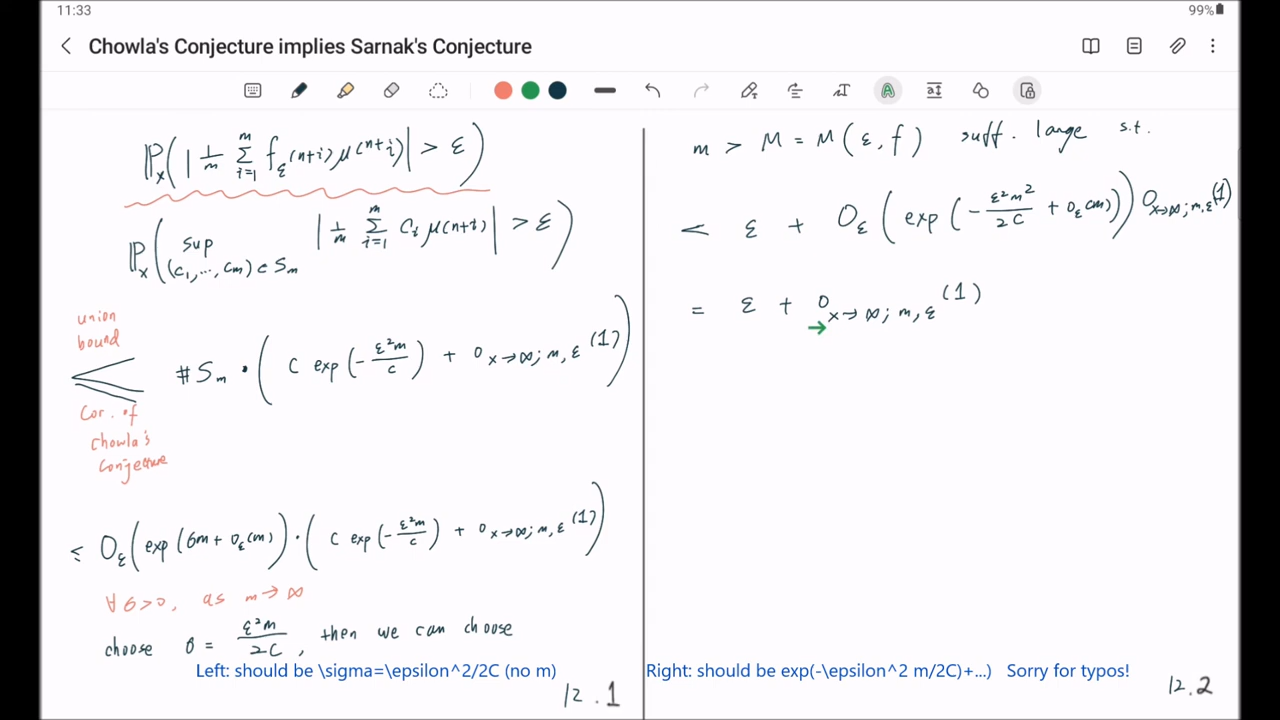 11:33
99%
Chowla's Conjecture implies Sarnak's Conjecture
ℙ_x( | 1/m ∑_{i=1}^{m} f_ε(n+i) μ(n+i) | > ε )
ℙ_x( sup_{(c_1, ..., c_m) ∈ S_m} | 1/m ∑_{i=1}^{m} c_i μ(n+i) | > ε )
union
bound
≤ #S_m · ( C exp(- ε²m/C) + o_{x→∞; m, ε}(1) )
Cor. of
Chowla's
Conjecture
≤ O_ε( exp(σm + o_ε(m)) ) · ( C exp(- ε²m/C) + o_{x→∞; m, ε}(1) )
∀ σ>0, as m → ∞
choose σ = ε²m/2C, then we can choose
Left: should be \sigma=\epsilon^2/2C (no m)
12.1
m > M = M(ε, f) suff. large s.t.
< ε + O_ε( exp( - ε²m²/2C + o_ε(m) ) ) o_{x→∞; m, ε}(1)
= ε + o_{x→∞; m, ε}(1)
Right: should be exp(-\epsilon^2 m/2C)+...) Sorry for typos!
12.2